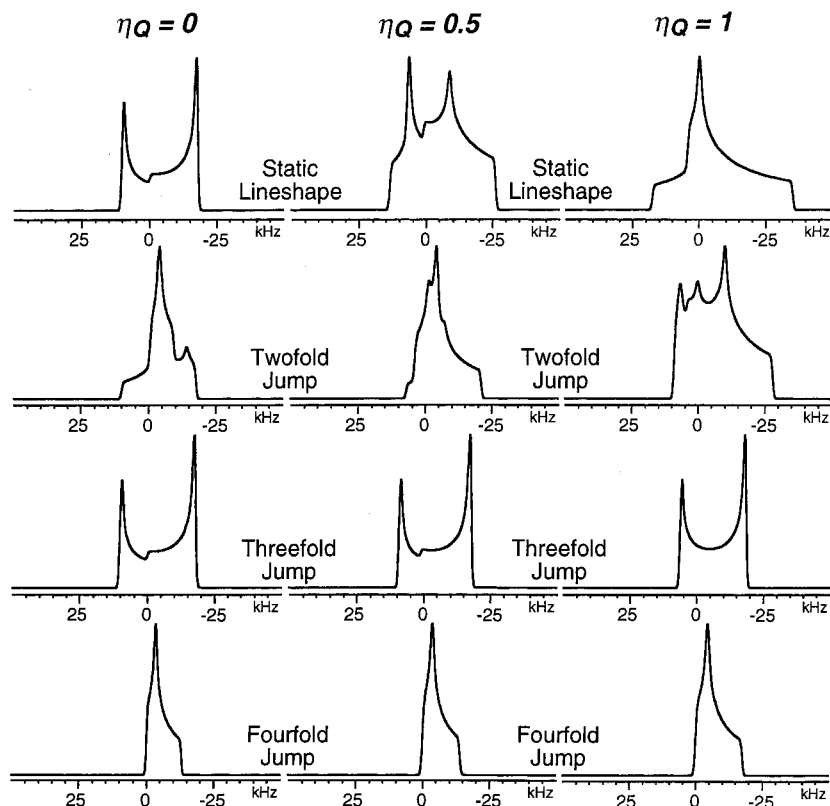 ηQ = 0 ηQ = 0.5 ηQ = 1
Static Lineshape Static Lineshape
25 0 -25 kHz 25 0 -25 kHz 25 0 -25 kHz
Twofold Jump Twofold Jump
25 0 -25 kHz 25 0 -25 kHz 25 0 -25 kHz
Threefold Jump Threefold Jump
25 0 -25 kHz 25 0 -25 kHz 25 0 -25 kHz
Fourfold Jump Fourfold Jump
25 0 -25 kHz 25 0 -25 kHz 25 0 -25 kHz